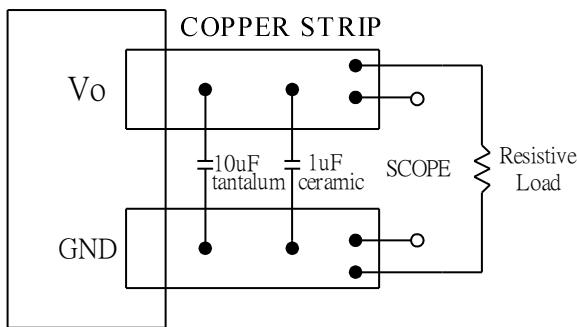 COPPER STRIP
Vo
10uF
tantalum
1uF
ceramic
SCOPE
Resistive
Load
GND